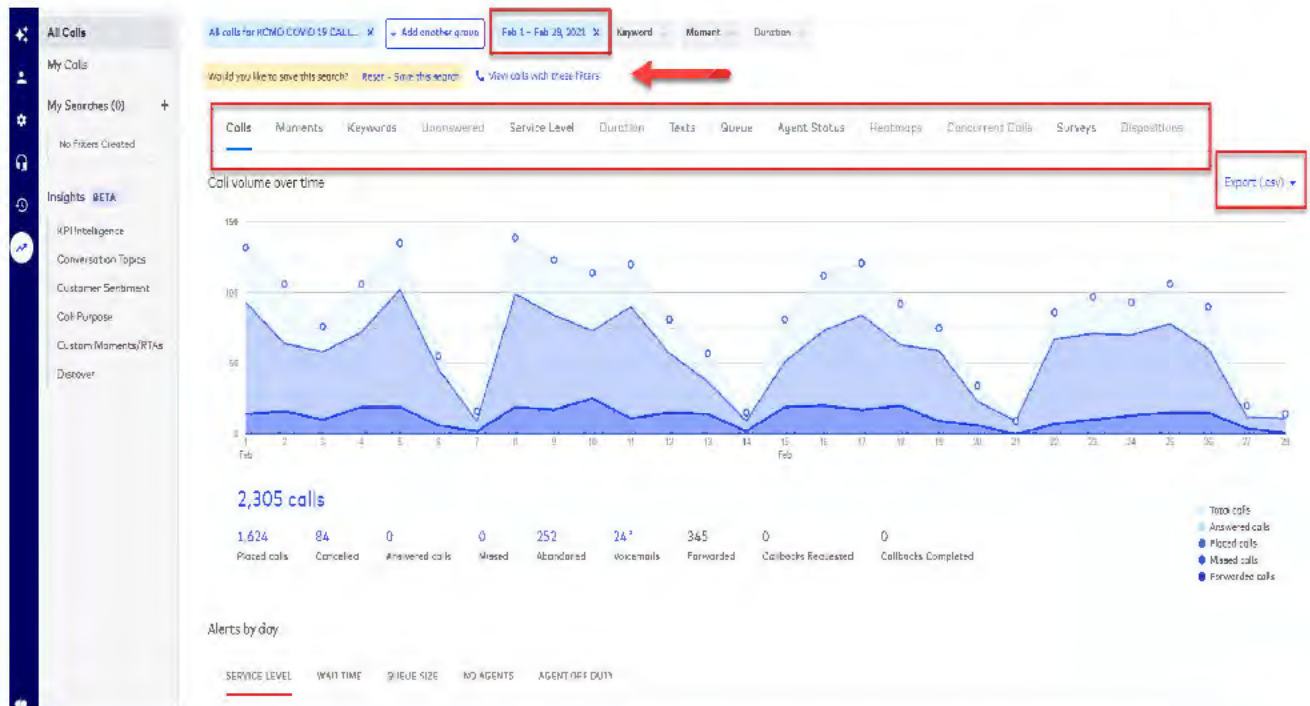 All Calls
My Calls
My Searches (0) +
No Filters Created
Insights BETA
KPI Intelligence
Conversation Topics
Customer Sentiment
Call Purpose
Custom Moments/RTAs
Discover
All calls for KCMO COVID 19 CALL... X
+ Add another group
Feb 1 - Feb 28, 2021 X
Keyword
Moment
Duration
Would you like to save this search? Reset - Save this search
View calls with these filters
Calls Moments Keywords Unanswered Service Level Duration Texts Queue Agent Status Heatmaps Concurrent Calls Surveys Dispositions
Call volume over time
Export (.csv)
150
100
50
0
1 2 3 4 5 6 7 8 9 10 11 12 13 14 15 16 17 18 19 20 21 22 23 24 25 26 27 28
Feb Feb
2,305 calls
1,624 84 0 0 252 345 0 0
Placed calls Cancelled Answered calls Missed Abandoned Voicemails Forwarded Callbacks Requested Callbacks Completed
Total calls
Answered calls
Placed calls
Missed calls
Forwarded calls
Alerts by day
SERVICE LEVEL WAIT TIME QUEUE SIZE NO AGENTS AGENT OFF DUTY